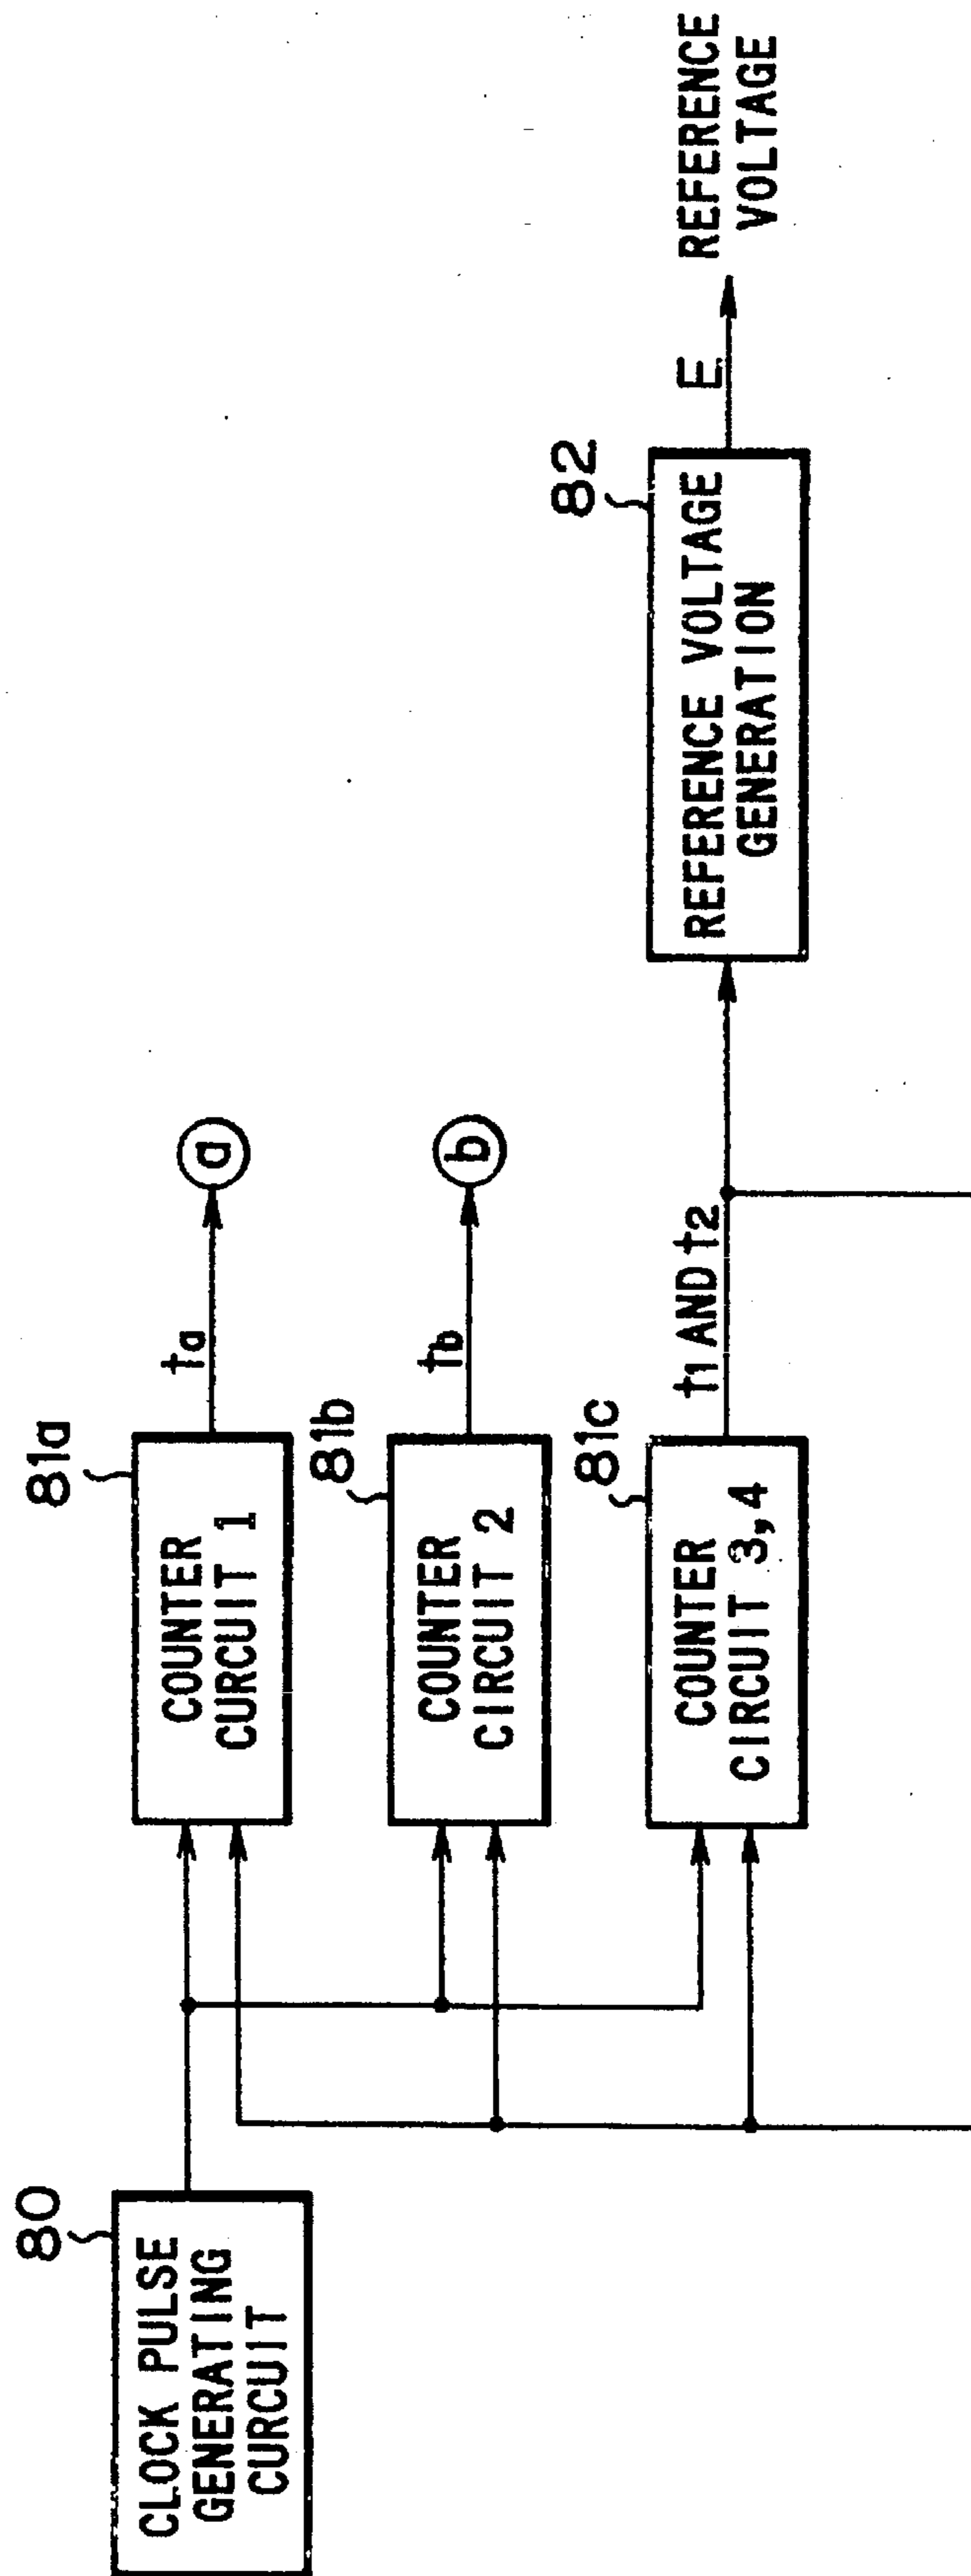 80
CLOCK PULSE
GENERATING
CURCUIT
81a
COUNTER
CURCUIT 1
ta
a
81b
COUNTER
CIRCUIT 2
tb
b
81c
COUNTER
CIRCUIT 3,4
t1 AND t2
82
REFERENCE VOLTAGE
GENERATION
E
REFERENCE
VOLTAGE